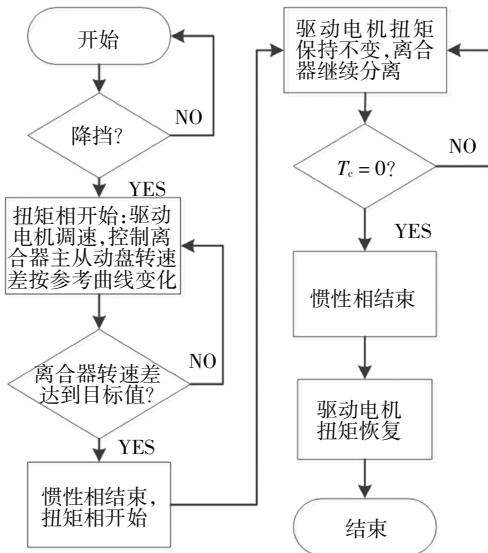 开始
NO
降挡?
YES
扭矩相开始:驱动
电机调速,控制离
合器主从动盘转速
差按参考曲线变化
NO
离合器转速差
达到目标值?
YES
惯性相结束,
扭矩相开始
驱动电机扭矩
保持不变,离合
器继续分离
NO
Tc = 0?
YES
惯性相结束
驱动电机
扭矩恢复
结束